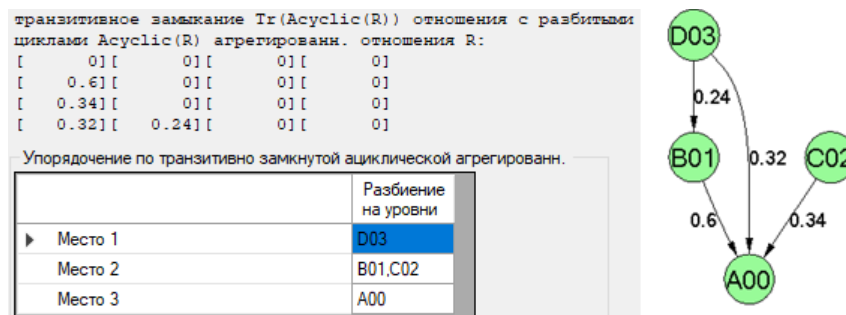 транзитивное замыкание Tr(Acyclic(R)) отношения с разбитыми
циклами Acyclic(R) агрегированн. отношения R:
[ 0][ 0][ 0][ 0]
[ 0.6][ 0][ 0][ 0]
[ 0.34][ 0][ 0][ 0]
[ 0.32][ 0.24][ 0][ 0]
Упорядочение по транзитивно замкнутой ациклической агрегированн.
Разбиение
на уровни
Место 1 D03
Место 2 B01,C02
Место 3 A00
D03
0.24
B01
0.32
C02
0.6
0.34
A00